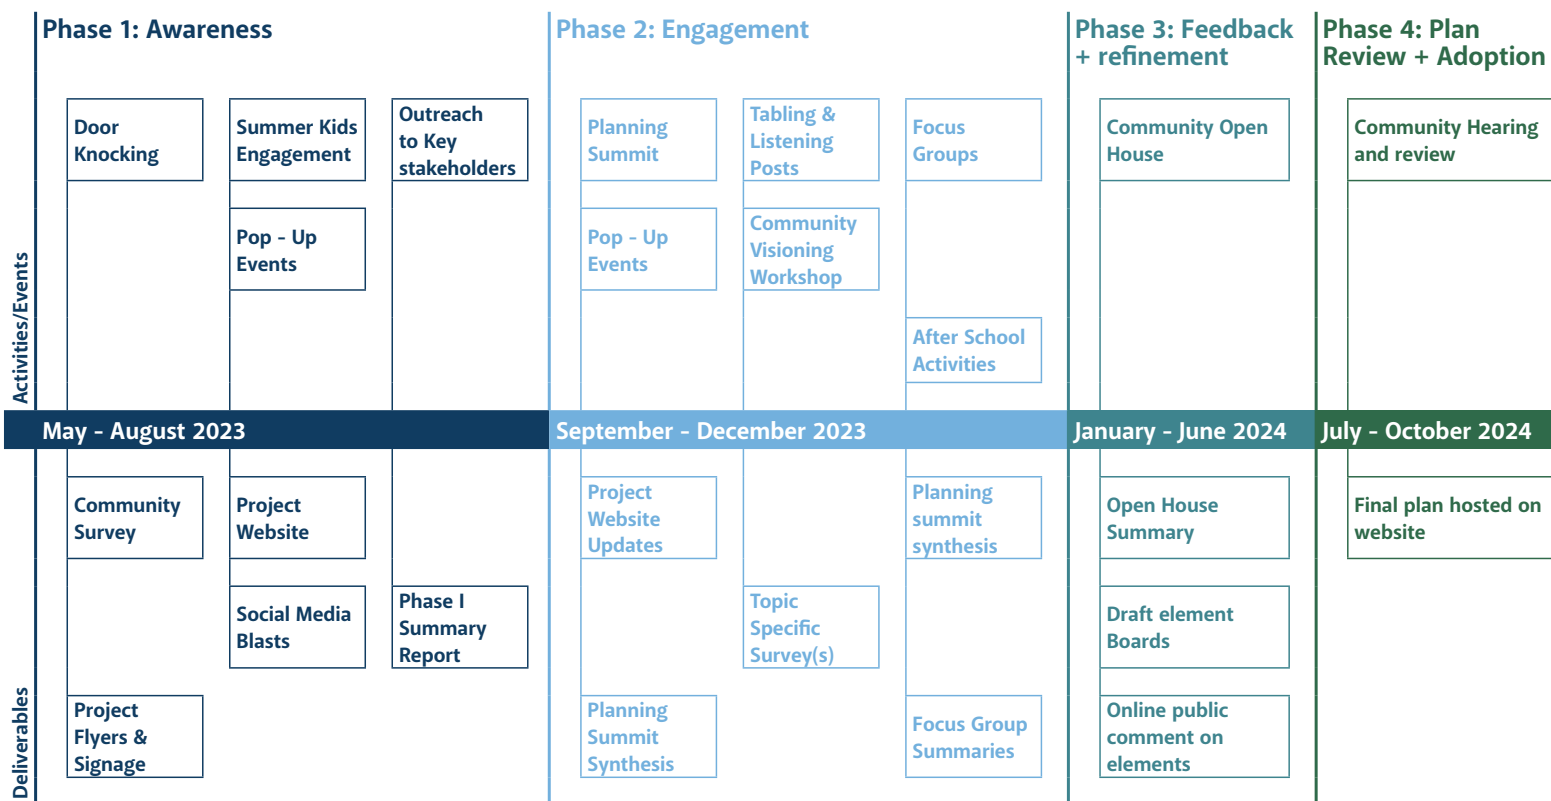 Phase 1: Awareness
Phase 2: Engagement
Phase 3: Feedback
+ refinement
Phase 4: Plan
Review + Adoption
Activities/Events
Door
Knocking
Summer Kids
Engagement
Outreach
to Key
stakeholders
Pop - Up
Events
Planning
Summit
Tabling &
Listening
Posts
Focus
Groups
Pop - Up
Events
Community
Visioning
Workshop
After School
Activities
Community Open
House
Community Hearing
and review
May - August 2023
September - December 2023
January - June 2024
July - October 2024
Deliverables
Community
Survey
Project
Website
Social Media
Blasts
Phase I
Summary
Report
Project
Flyers &
Signage
Project
Website
Updates
Planning
summit
synthesis
Topic
Specific
Survey(s)
Planning
Summit
Synthesis
Focus Group
Summaries
Open House
Summary
Draft element
Boards
Online public
comment on
elements
Final plan hosted on
website